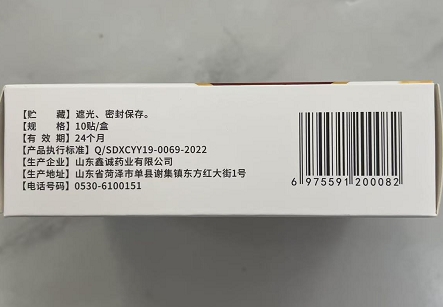 【贮　　藏】遮光、密封保存。
【规　　格】10贴/盒
【有 效 期】24个月
【产品执行标准】Q/SDXCYY19-0069-2022
【生产企业】山东鑫诚药业有限公司
【生产地址】山东省菏泽市单县谢集镇东方红大街1号
【电话号码】0530-6100151
6 975591 200082